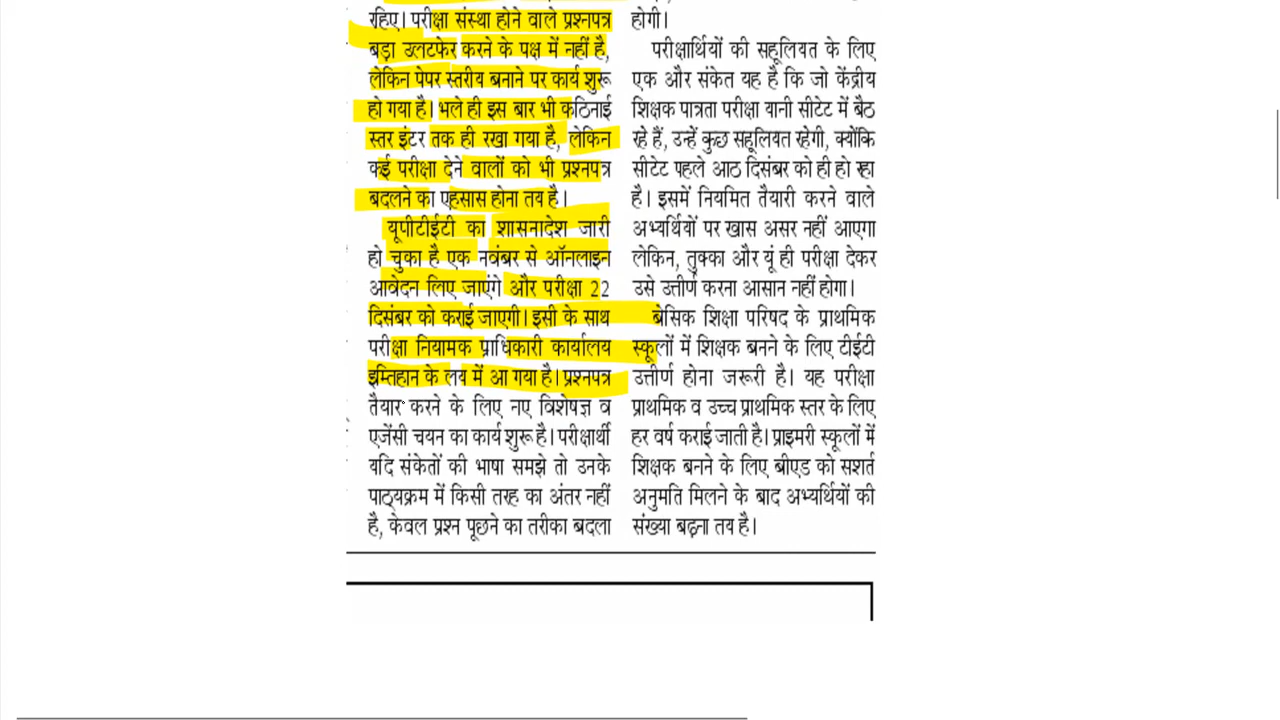 रहिए। परीक्षा संस्था होने वाले प्रश्नपत्र
बड़ा उलटफेर करने के पक्ष में नहीं है,
लेकिन पेपर स्तरीय बनाने पर कार्य शुरू
हो गया है। भले ही इस बार भी कठिनाई
स्तर इंटर तक ही रखा गया है, लेकिन
कई परीक्षा देने वालों को भी प्रश्नपत्र
बदलने का एहसास होना तय है।
यूपीटीईटी का शासनादेश जारी
हो चुका है एक नवंबर से ऑनलाइन
आवेदन लिए जाएंगे और परीक्षा 22
दिसंबर को कराई जाएगी। इसी के साथ
परीक्षा नियामक प्राधिकारी कार्यालय
इम्तिहान के लय में आ गया है। प्रश्नपत्र
तैयार करने के लिए नए विशेषज्ञ व
एजेंसी चयन का कार्य शुरू है। परीक्षार्थी
यदि संकेतों की भाषा समझे तो उनके
पाठ्यक्रम में किसी तरह का अंतर नहीं
है, केवल प्रश्न पूछने का तरीका बदला
होगी।
परीक्षार्थियों की सहूलियत के लिए
एक और संकेत यह है कि जो केंद्रीय
शिक्षक पात्रता परीक्षा यानी सीटेट में बैठ
रहे हैं, उन्हें कुछ सहूलियत रहेगी, क्योंकि
सीटेट पहले आठ दिसंबर को ही हो रहा
है। इसमें नियमित तैयारी करने वाले
अभ्यर्थियों पर खास असर नहीं आएगा
लेकिन, तुक्का और यूं ही परीक्षा देकर
उसे उत्तीर्ण करना आसान नहीं होगा।
बेसिक शिक्षा परिषद के प्राथमिक
स्कूलों में शिक्षक बनने के लिए टीईटी
उत्तीर्ण होना जरूरी है। यह परीक्षा
प्राथमिक व उच्च प्राथमिक स्तर के लिए
हर वर्ष कराई जाती है। प्राइमरी स्कूलों में
शिक्षक बनने के लिए बीएड को सशर्त
अनुमति मिलने के बाद अभ्यर्थियों की
संख्या बढ़ना तय है।